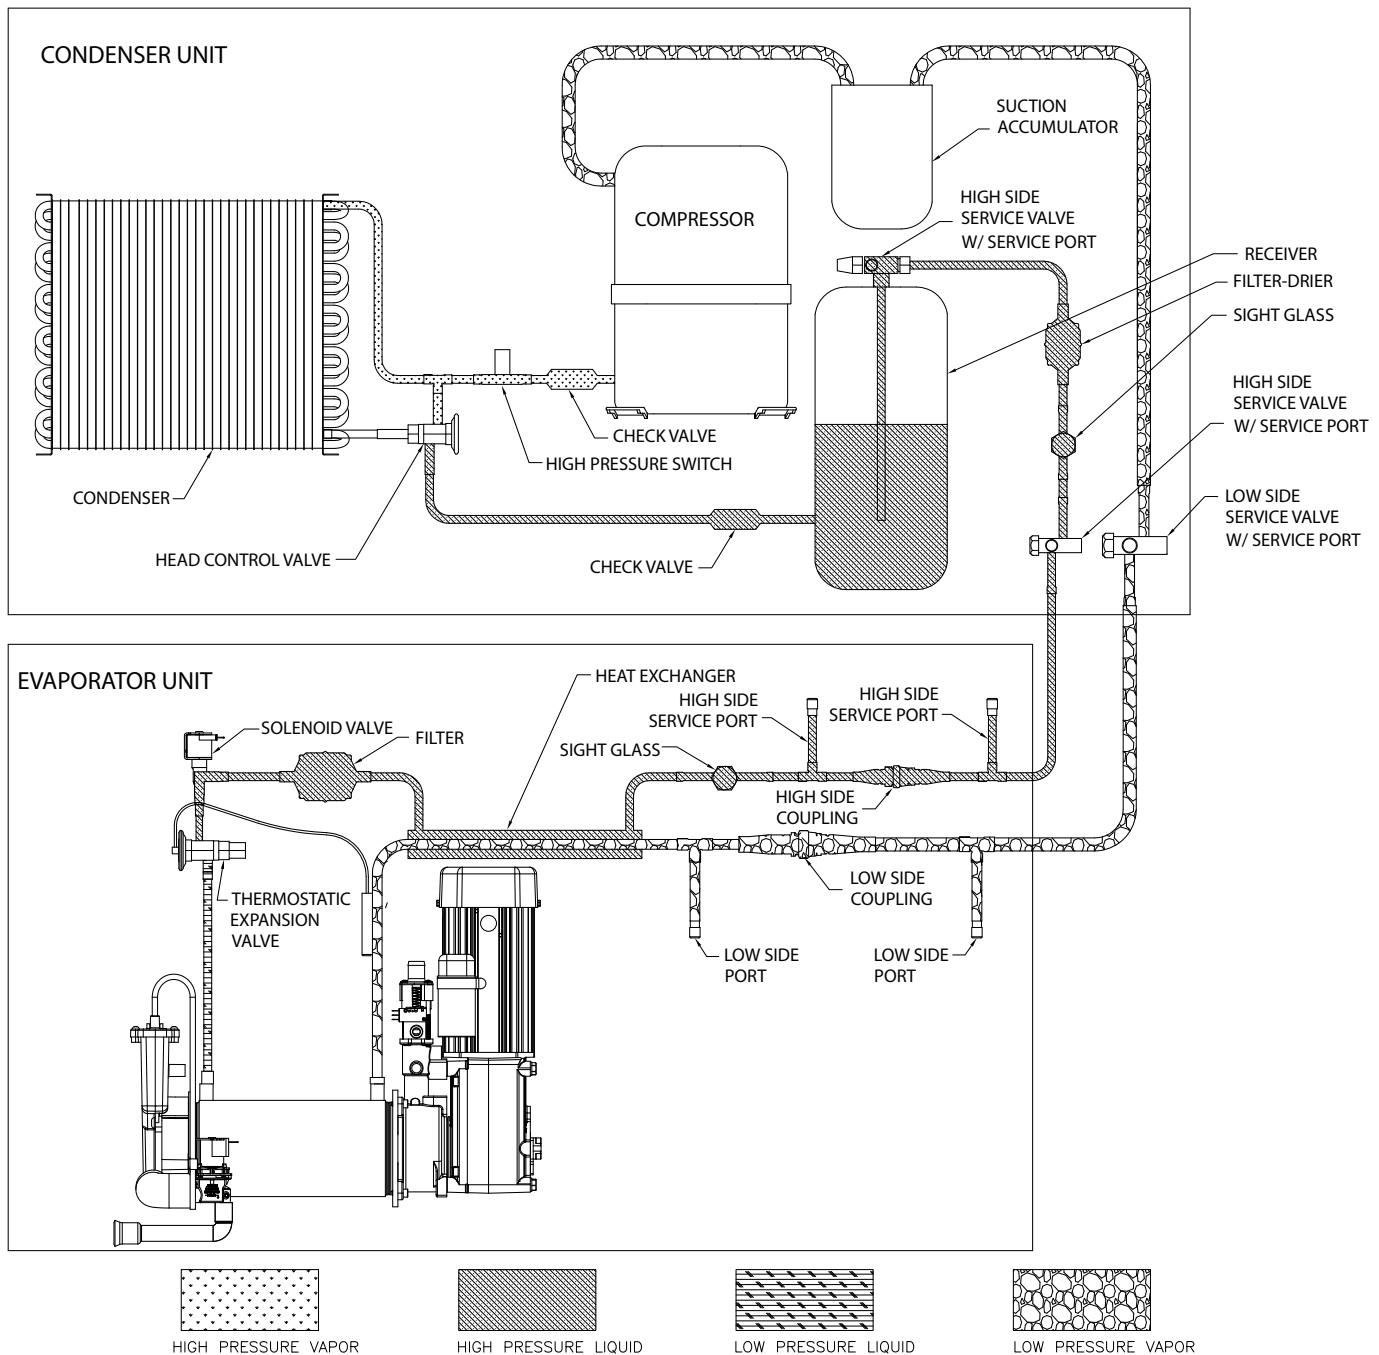 CONDENSER UNIT
SUCTION
ACCUMULATOR
COMPRESSOR
HIGH SIDE
SERVICE VALVE
W/ SERVICE PORT
RECEIVER
FILTER-DRIER
SIGHT GLASS
HIGH SIDE
SERVICE VALVE
W/ SERVICE PORT
CHECK VALVE
HIGH PRESSURE SWITCH
CONDENSER
LOW SIDE
SERVICE VALVE
W/ SERVICE PORT
HEAD CONTROL VALVE
CHECK VALVE
EVAPORATOR UNIT
HEAT EXCHANGER
HIGH SIDE
SERVICE PORT
HIGH SIDE
SERVICE PORT
SOLENOID VALVE
FILTER
SIGHT GLASS
HIGH SIDE
COUPLING
THERMOSTATIC
EXPANSION
VALVE
LOW SIDE
COUPLING
LOW SIDE
PORT
LOW SIDE
PORT
HIGH PRESSURE VAPOR
HIGH PRESSURE LIQUID
LOW PRESSURE LIQUID
LOW PRESSURE VAPOR